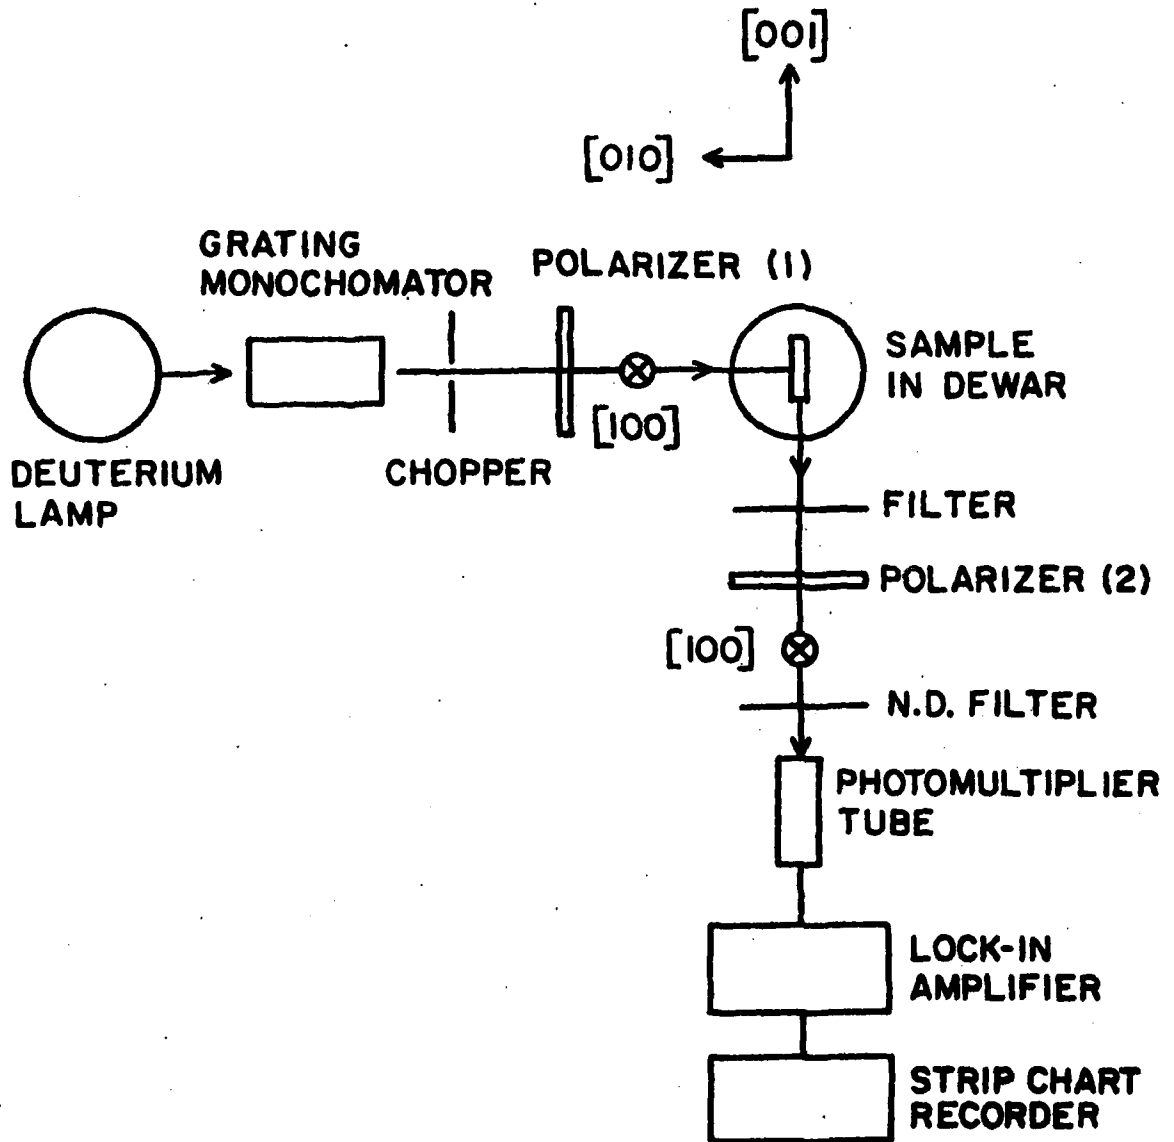 [001]
[010]
GRATING
MONOCHOMATOR
POLARIZER (1)
SAMPLE
IN DEWAR
[100]
DEUTERIUM
LAMP
CHOPPER
FILTER
POLARIZER (2)
[100]
N.D. FILTER
PHOTOMULTIPLIER
TUBE
LOCK-IN
AMPLIFIER
STRIP CHART
RECORDER